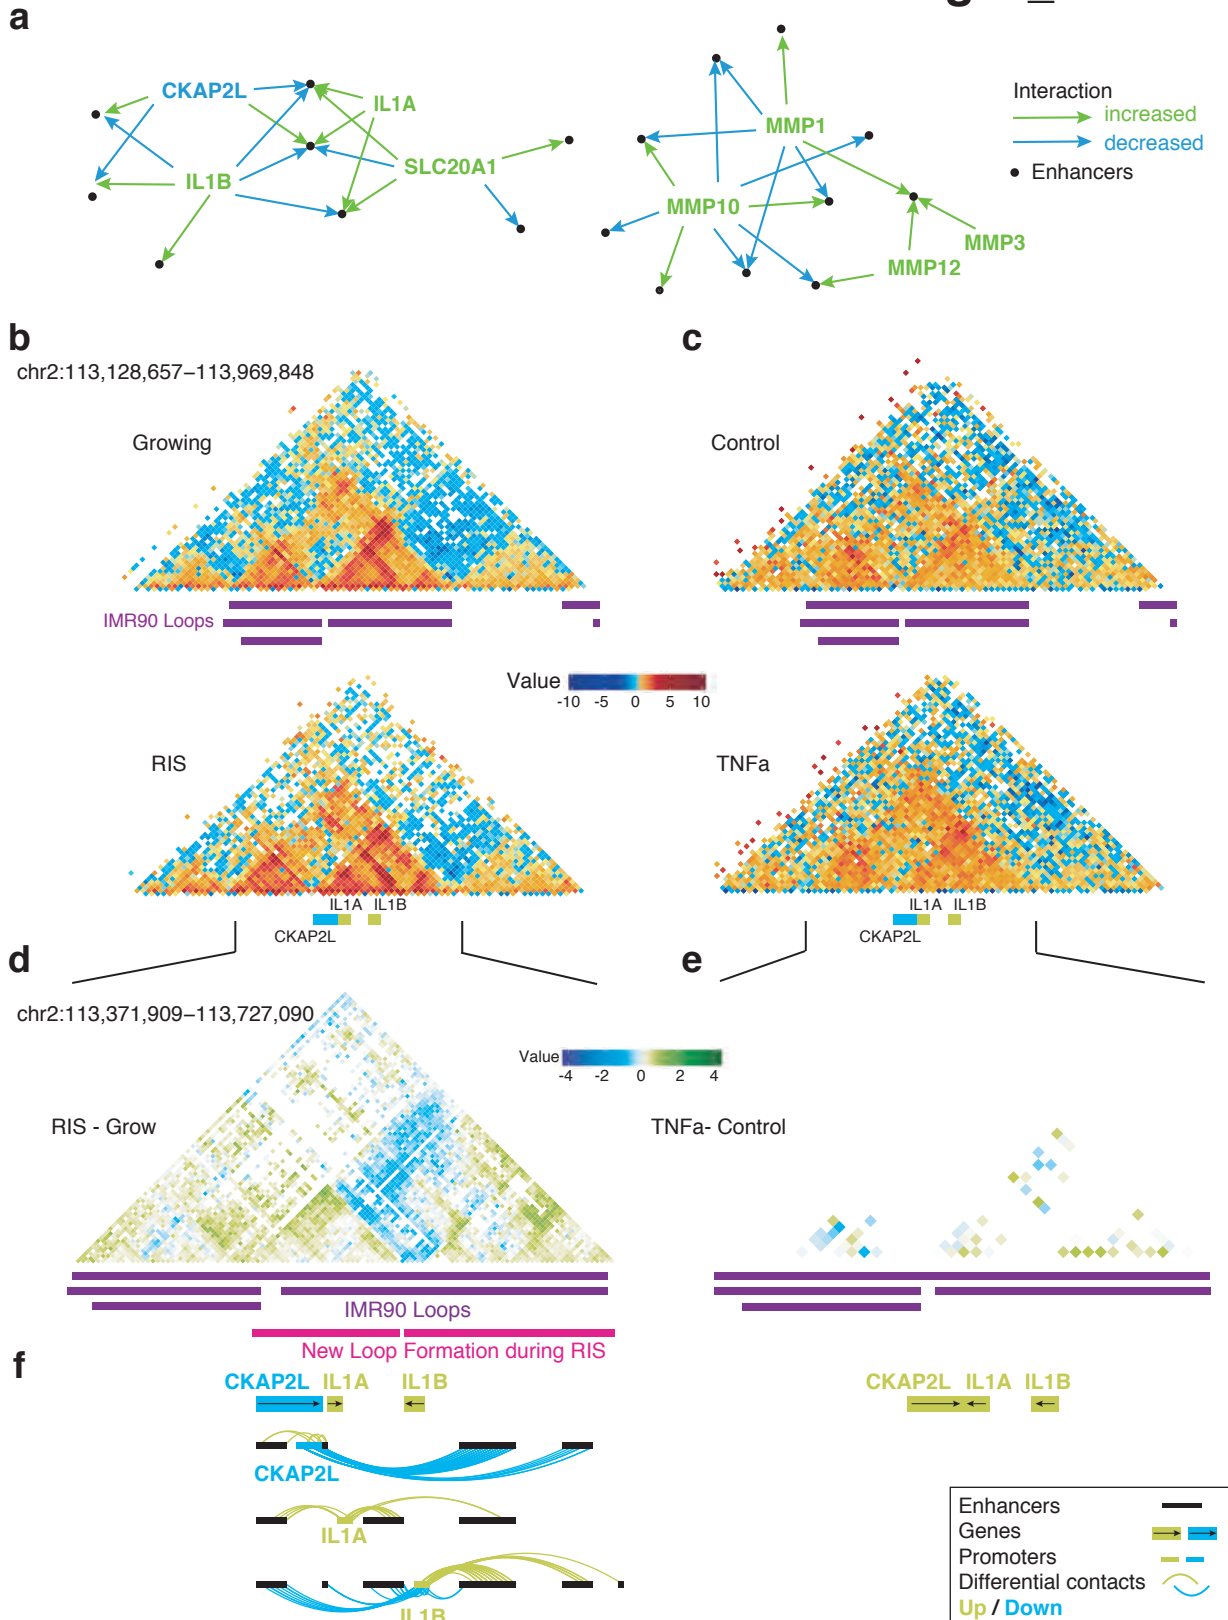 a
CKAP2L
IL1A
SLC20A1
IL1B
MMP1
MMP10
MMP3
MMP12
Interaction
increased
decreased
Enhancers
b
chr2:113,128,657–113,969,848
Growing
IMR90 Loops
c
Control
Value
-10 -5 0 5 10
RIS
IL1A IL1B
CKAP2L
TNFa
IL1A IL1B
CKAP2L
d
chr2:113,371,909–113,727,090
RIS - Grow
Value
-4 -2 0 2 4
IMR90 Loops
New Loop Formation during RIS
e
TNFa- Control
f
CKAP2L IL1A IL1B
CKAP2L
IL1A
IL1B
CKAP2L IL1A IL1B
Enhancers
Genes
Promoters
Differential contacts
Up / Down